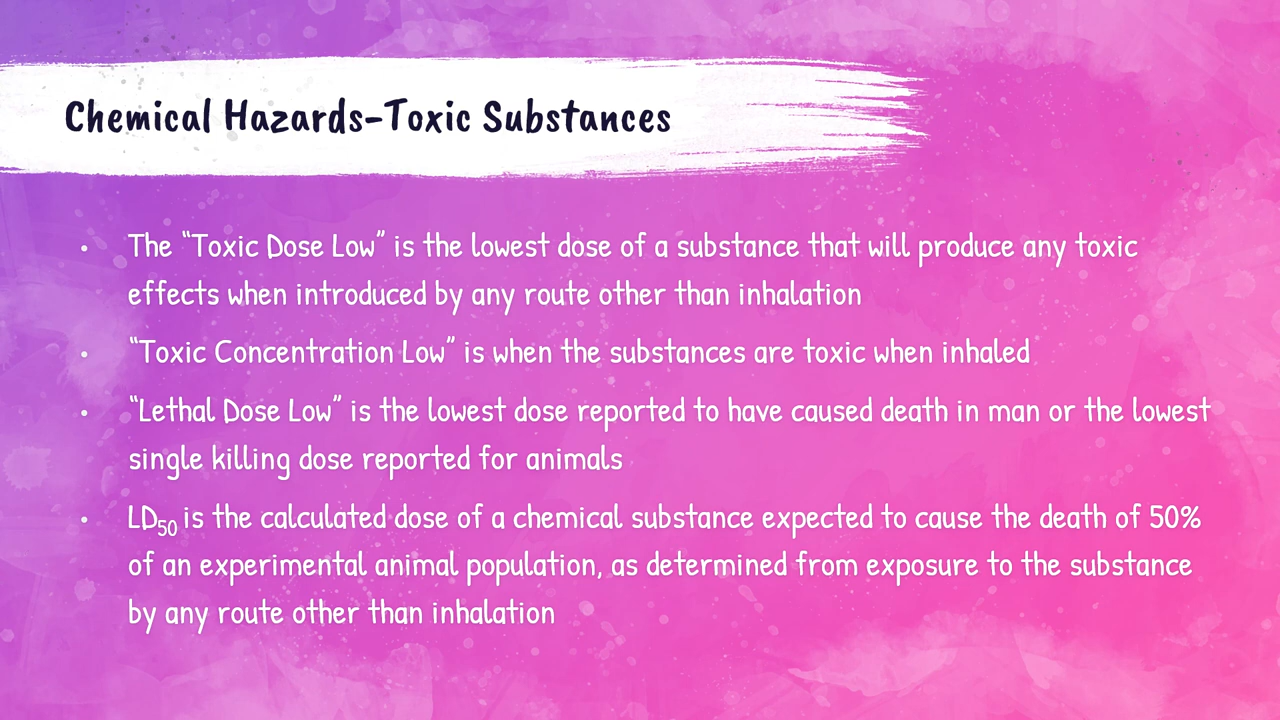 Chemical Hazards-Toxic Substances
• The “Toxic Dose Low” is the lowest dose of a substance that will produce any toxic
effects when introduced by any route other than inhalation
• “Toxic Concentration Low” is when the substances are toxic when inhaled
• “Lethal Dose Low” is the lowest dose reported to have caused death in man or the lowest
single killing dose reported for animals
• LD50 is the calculated dose of a chemical substance expected to cause the death of 50%
of an experimental animal population, as determined from exposure to the substance
by any route other than inhalation